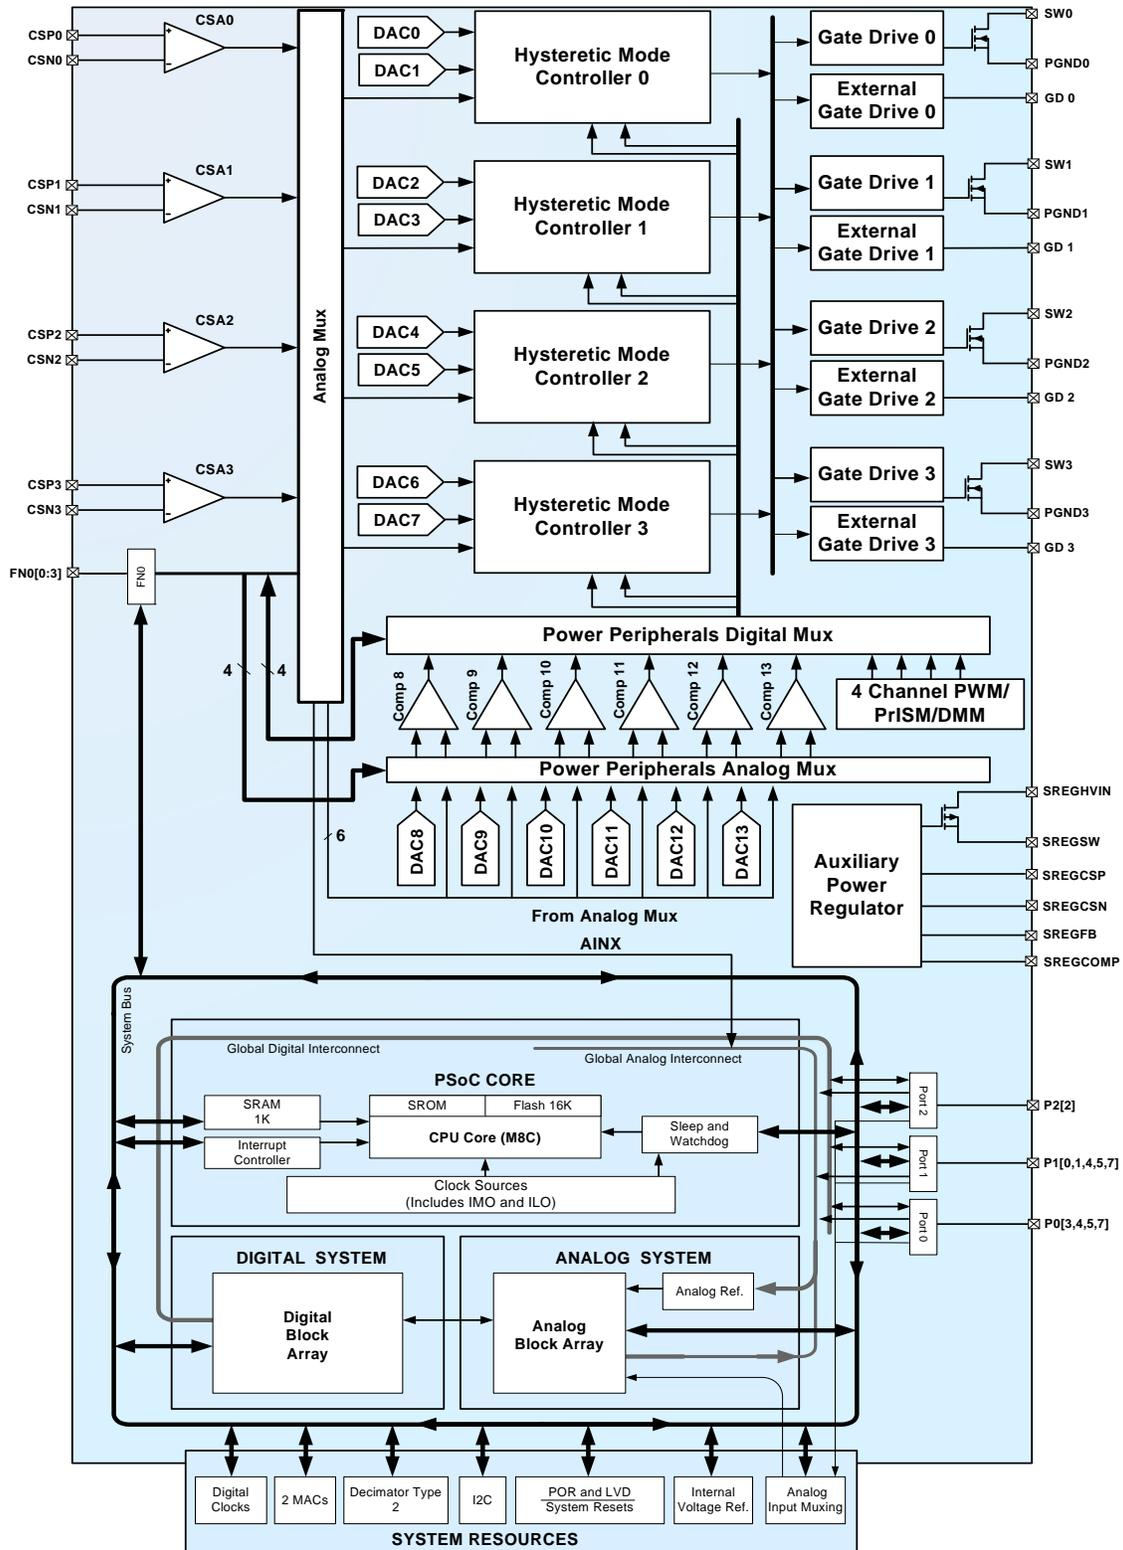 CSA0
CSP0
CSN0
CSA1
CSP1
CSN1
CSA2
CSP2
CSN2
CSA3
CSP3
CSN3
FN0[0:3]
FN0
Analog Mux
DAC0
DAC1
Hysteretic Mode
Controller 0
DAC2
DAC3
Hysteretic Mode
Controller 1
DAC4
DAC5
Hysteretic Mode
Controller 2
DAC6
DAC7
Hysteretic Mode
Controller 3
Gate Drive 0
External
Gate Drive 0
SW0
PGND0
GD 0
Gate Drive 1
External
Gate Drive 1
SW1
PGND1
GD 1
Gate Drive 2
External
Gate Drive 2
SW2
PGND2
GD 2
Gate Drive 3
External
Gate Drive 3
SW3
PGND3
GD 3
Power Peripherals Digital Mux
4
4
Comp 8
Comp 9
Comp 10
Comp 11
Comp 12
Comp 13
4 Channel PWM/
PrISM/DMM
Power Peripherals Analog Mux
6
DAC8
DAC9
DAC10
DAC11
DAC12
DAC13
From Analog Mux
AINX
Auxiliary
Power
Regulator
SREGHVIN
SREGSW
SREGCSP
SREGCSN
SREGFB
SREGCOMP
System Bus
Global Digital Interconnect
Global Analog Interconnect
PSoC CORE
SRAM
1K
Interrupt
Controller
SROM
Flash 16K
CPU Core (M8C)
Sleep and
Watchdog
Clock Sources
(Includes IMO and ILO)
Port 2
P2[2]
Port 1
P1[0,1,4,5,7]
Port 0
P0[3,4,5,7]
DIGITAL SYSTEM
Digital
Block
Array
ANALOG SYSTEM
Analog
Block Array
Analog Ref.
Digital
Clocks
2 MACs
Decimator Type
2
I2C
POR and LVD
System Resets
Internal
Voltage Ref.
Analog
Input Muxing
SYSTEM RESOURCES